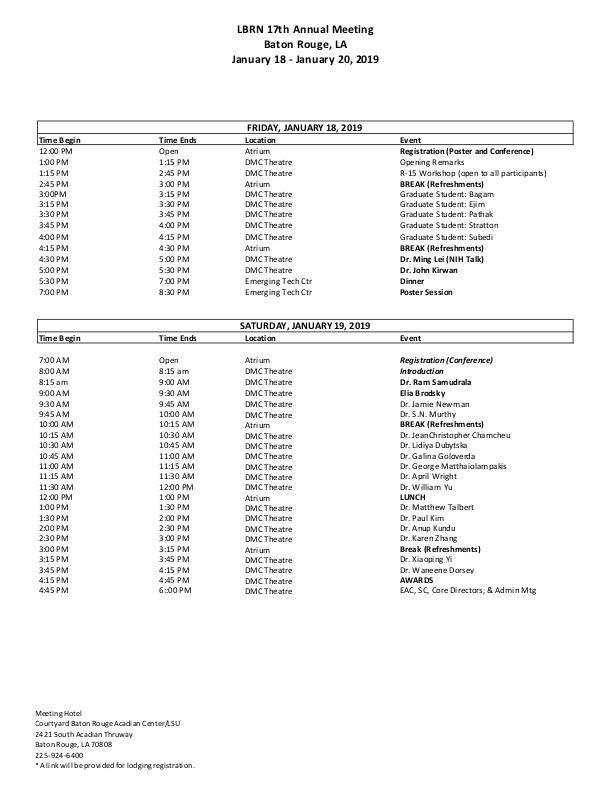 LBRN 17th Annual Meeting
Baton Rouge, LA
January 18 - January 20, 2019
FRIDAY, JANUARY 18, 2019
Time Begin Time Ends Location Event
12:00 PM Open Atrium Registration (Poster and Conference)
1:00 PM 1:15 PM DMC Theatre Opening Remarks
1:15 PM 2:45 PM DMC Theatre R-15 Workshop (open to all participants)
2:45 PM 3:00 PM Atrium BREAK (Refreshments)
3:00PM 3:15 PM DMC Theatre Graduate Student: Bagam
3:15 PM 3:30 PM DMC Theatre Graduate Student: Ejim
3:30 PM 3:45 PM DMC Theatre Graduate Student: Pathak
3:45 PM 4:00 PM DMC Theatre Graduate Student: Stratton
4:00 PM 4:15 PM DMC Theatre Graduate Student: Subedi
4:15 PM 4:30 PM Atrium BREAK (Refreshments)
4:30 PM 5:00 PM DMC Theatre Dr. Ming Lei (NIH Talk)
5:00 PM 5:30 PM DMC Theatre Dr. John Kirwan
5:30 PM 7:00 PM Emerging Tech Ctr Dinner
7:00 PM 8:30 PM Emerging Tech Ctr Poster Session
SATURDAY, JANUARY 19, 2019
Time Begin Time Ends Location Event
7:00 AM Open Atrium Registration (Conference)
8:00 AM 8:15 am DMC Theatre Introduction
8:15 am 9:00 AM DMC Theatre Dr. Ram Samudrala
9:00 AM 9:30 AM DMC Theatre Elia Brodsky
9:30 AM 9:45 AM DMC Theatre Dr. Jamie Newman
9:45 AM 10:00 AM DMC Theatre Dr. S.N. Murthy
10:00 AM 10:15 AM Atrium BREAK (Refreshments)
10:15 AM 10:30 AM DMC Theatre Dr. JeanChristopher Chamcheu
10:30 AM 10:45 AM DMC Theatre Dr. Lidiya Dubytska
10:45 AM 11:00 AM DMC Theatre Dr. Galina Goloverda
11:00 AM 11:15 AM DMC Theatre Dr. George Matthaiolampakis
11:15 AM 11:30 AM DMC Theatre Dr. April Wright
11:30 AM 12:00 PM DMC Theatre Dr. William Yu
12:00 PM 1:00 PM Atrium LUNCH
1:00 PM 1:30 PM DMC Theatre Dr. Matthew Talbert
1:30 PM 2:00 PM DMC Theatre Dr. Paul Kim
2:00 PM 2:30 PM DMC Theatre Dr. Anup Kundu
2:30 PM 3:00 PM DMC Theatre Dr. Karen Zhang
3:00 PM 3:15 PM Atrium Break (Refreshments)
3:15 PM 3:45 PM DMC Theatre Dr. Xiaoping Yi
3:45 PM 4:15 PM DMC Theatre Dr. Waneene Dorsey
4:15 PM 4:45 PM DMC Theatre AWARDS
4:45 PM 6::00 PM DMC Theatre EAC, SC, Core Directors, & Admin Mtg
Meeting Hotel
Courtyard Baton Rouge Acadian Center/LSU
2421 South Acadian Thruway
Baton Rouge, LA 70808
225-924-6400
* A link will be provided for lodging registration.